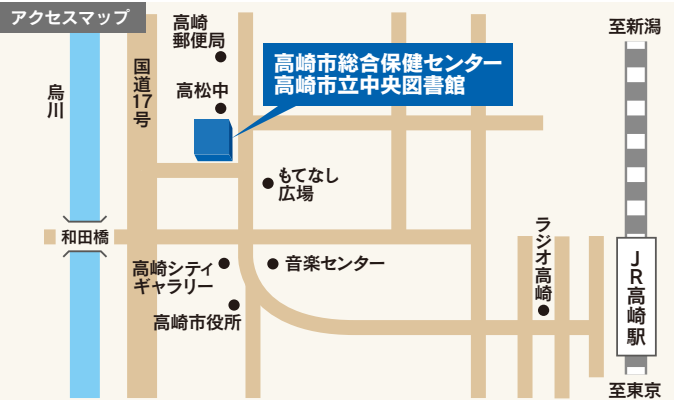 アクセスマップ
高崎
郵便局
至新潟
高崎市総合保健センター
高崎市立中央図書館
国道17号
烏川
高松中
もてなし
広場
和田橋
ラジオ高崎
高崎シティ
ギャラリー
音楽センター
JR高崎駅
高崎市役所
至東京